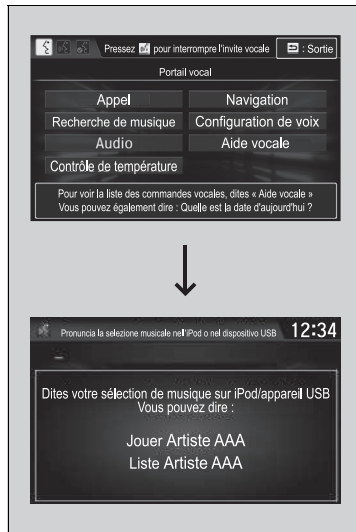 Pressez pour interrompre l'invite vocale : Sortie
Portail vocal
Appel Navigation
Recherche de musique Configuration de voix
Audio Aide vocale
Contrôle de température
Pour voir la liste des commandes vocales, dites « Aide vocale »
Vous pouvez également dire : Quelle est la date d'aujourd'hui ?
Pronuncia la selezione musicale nell'iPod o nel dispositivo USB 12:34
Dites votre sélection de musique sur iPod/appareil USB
Vous pouvez dire :
Jouer Artiste AAA
Liste Artiste AAA